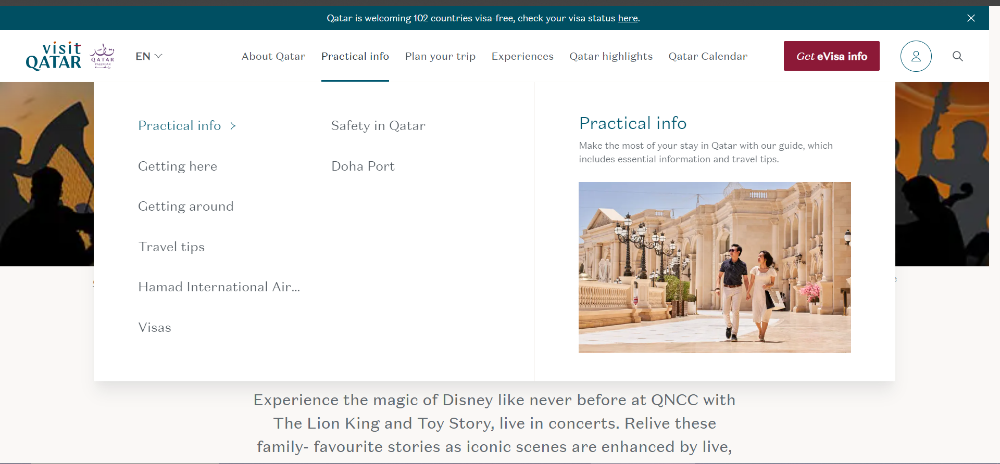 Qatar is welcoming 102 countries visa-free, check your visa status here.
visit
QATAR
قطر
QATAR
CALENDAR
EN
About Qatar
Practical info
Plan your trip
Experiences
Qatar highlights
Qatar Calendar
Get eVisa info
Practical info
Getting here
Getting around
Travel tips
Hamad International Air...
Visas
Safety in Qatar
Doha Port
Practical info
Make the most of your stay in Qatar with our guide, which
includes essential information and travel tips.
Experience the magic of Disney like never before at QNCC with
The Lion King and Toy Story, live in concerts. Relive these
family- favourite stories as iconic scenes are enhanced by live,